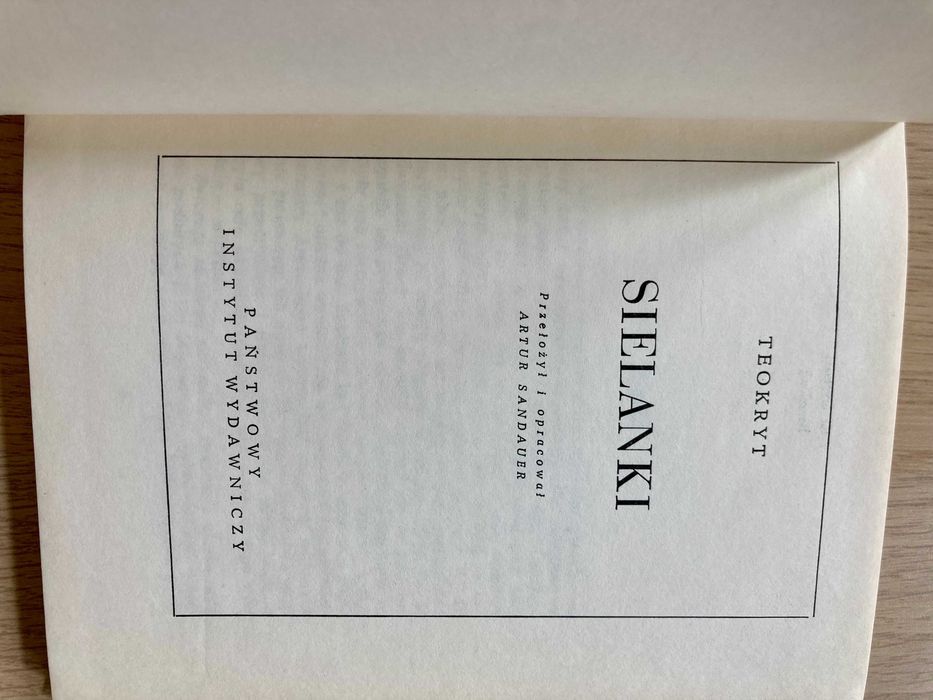 TEOKRYT
SIELANKI
Przełożył i opracował
ARTUR SANDAUER
PAŃSTWOWY
INSTYTUT WYDAWNICZY